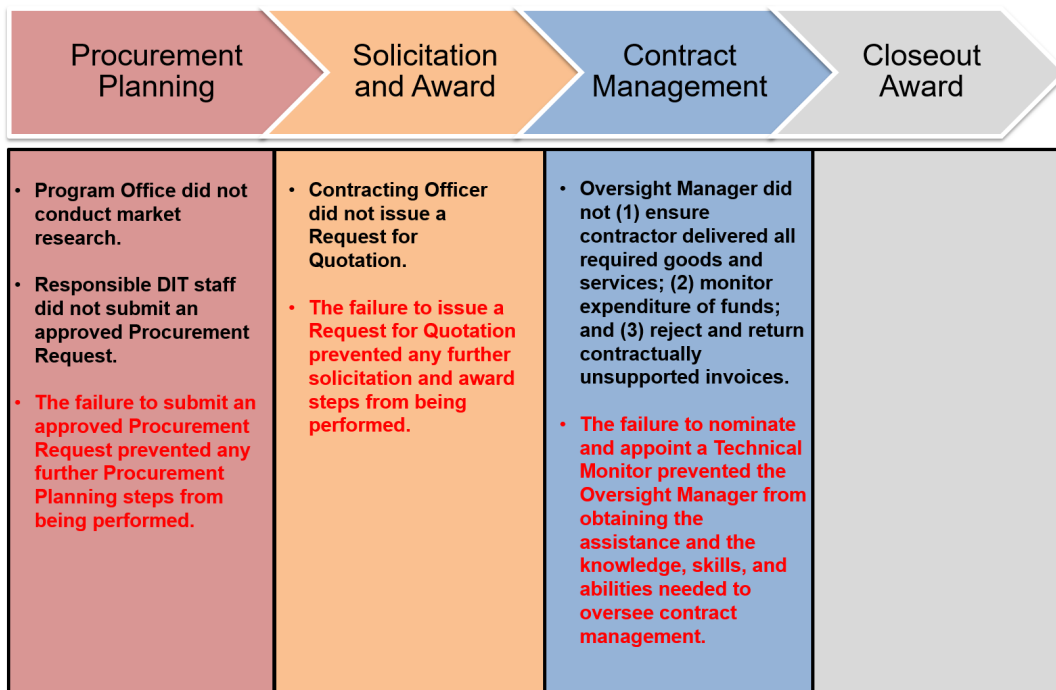 Procurement
Planning
Solicitation
and Award
Contract
Management
Closeout
Award
• Program Office did not
conduct market
research.
• Responsible DIT staff
did not submit an
approved Procurement
Request.
• The failure to submit an
approved Procurement
Request prevented any
further Procurement
Planning steps from
being performed.
• Contracting Officer
did not issue a
Request for
Quotation.
• The failure to issue a
Request for Quotation
prevented any further
solicitation and award
steps from being
performed.
• Oversight Manager did
not (1) ensure
contractor delivered all
required goods and
services; (2) monitor
expenditure of funds;
and (3) reject and return
contractually
unsupported invoices.
• The failure to nominate
and appoint a Technical
Monitor prevented the
Oversight Manager from
obtaining the
assistance and the
knowledge, skills, and
abilities needed to
oversee contract
management.